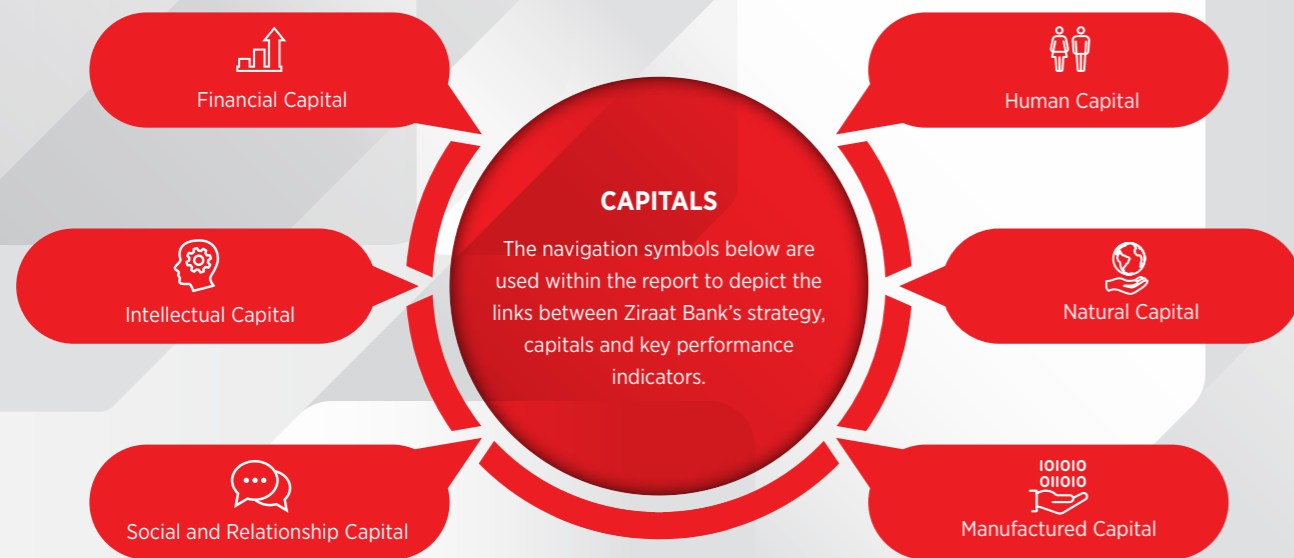 Financial Capital
Human Capital
CAPITALS
The navigation symbols below are
used within the report to depict the
links between Ziraat Bank's strategy,
capitals and key performance
indicators.
Intellectual Capital
Natural Capital
Social and Relationship Capital
101010
011010
Manufactured Capital